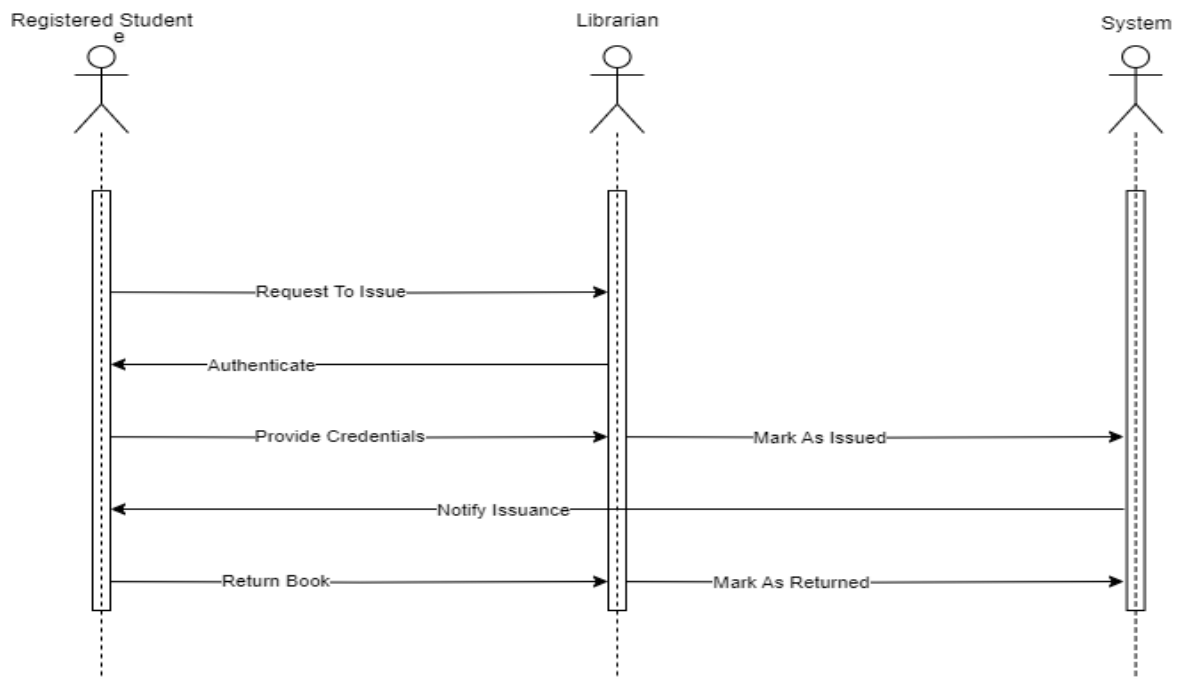 Registered Student
e
Librarian
System
Request To Issue
Authenticate
Provide Credentials
Mark As Issued
Notify Issuance
Return Book
Mark As Returned